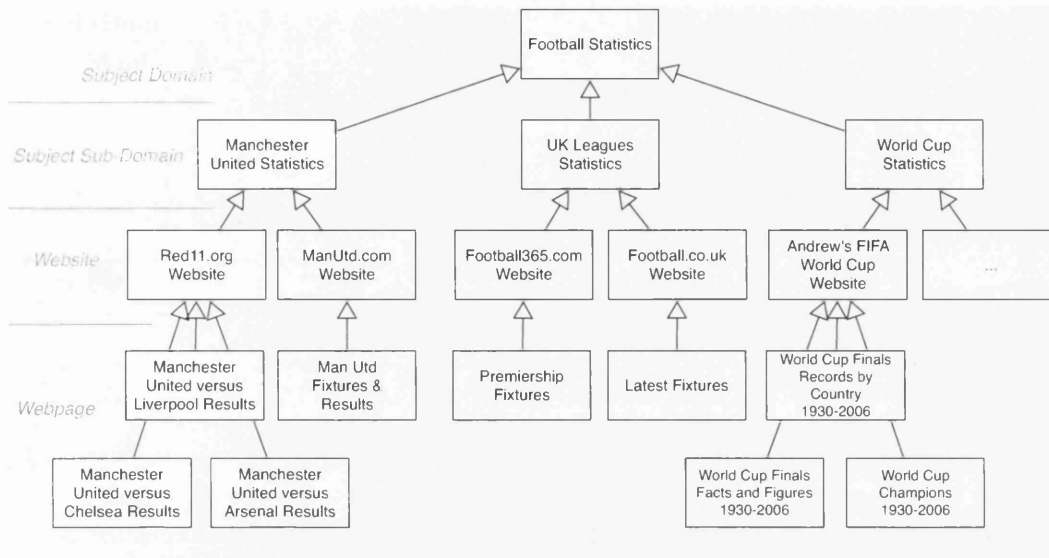 Football Statistics
Subject Domain
Manchester
United Statistics
UK Leagues
Statistics
World Cup
Statistics
Subject Sub-Domain
Red11.org
Website
ManUtd.com
Website
Football365.com
Website
Football.co.uk
Website
Andrew's FIFA
World Cup
Website
...
Website
Manchester
United versus
Liverpool Results
Man Utd
Fixtures &
Results
Premiership
Fixtures
Latest Fixtures
World Cup Finals
Records by
Country
1930-2006
Webpage
Manchester
United versus
Chelsea Results
Manchester
United versus
Arsenal Results
World Cup Finals
Facts and Figures
1930-2006
World Cup
Champions
1930-2006